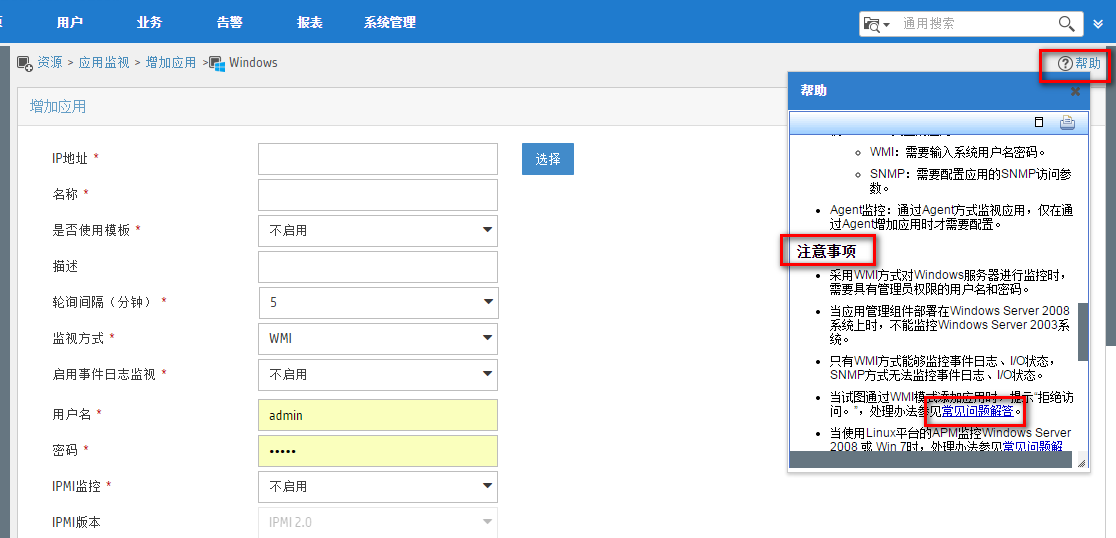 用户 业务 告警 报表 系统管理 通用搜索
资源 > 应用监视 > 增加应用 > Windows
帮助
增加应用
IP地址 * 选择
名称 *
是否使用模板 * 不启用
描述
轮询间隔（分钟） * 5
监视方式 * WMI
启用事件日志监视 * 不启用
用户名 * admin
密码 * •••••
IPMI监控 * 不启用
IPMI版本 IPMI 2.0
帮助
WMI：需要输入系统用户名密码。
SNMP：需要配置应用的SNMP访问参
数。
Agent监控：通过Agent方式监视应用，仅在通
过Agent增加应用时才需要配置。
注意事项
采用WMI方式对Windows服务器进行监控时，
需要具有管理员权限的用户名和密码。
当应用管理组件部署在Windows Server 2008
系统上时，不能监控Windows Server 2003系
统。
只有WMI方式能够监控事件日志、I/O状态，
SNMP方式无法监控事件日志、I/O状态。
当试图通过WMI模式添加应用时，提示“拒绝访
问。”，处理办法参见常见问题解答。
当使用Linux平台的APM监控Windows Server
2008 或 Win 7时，处理办法参见常见问题解